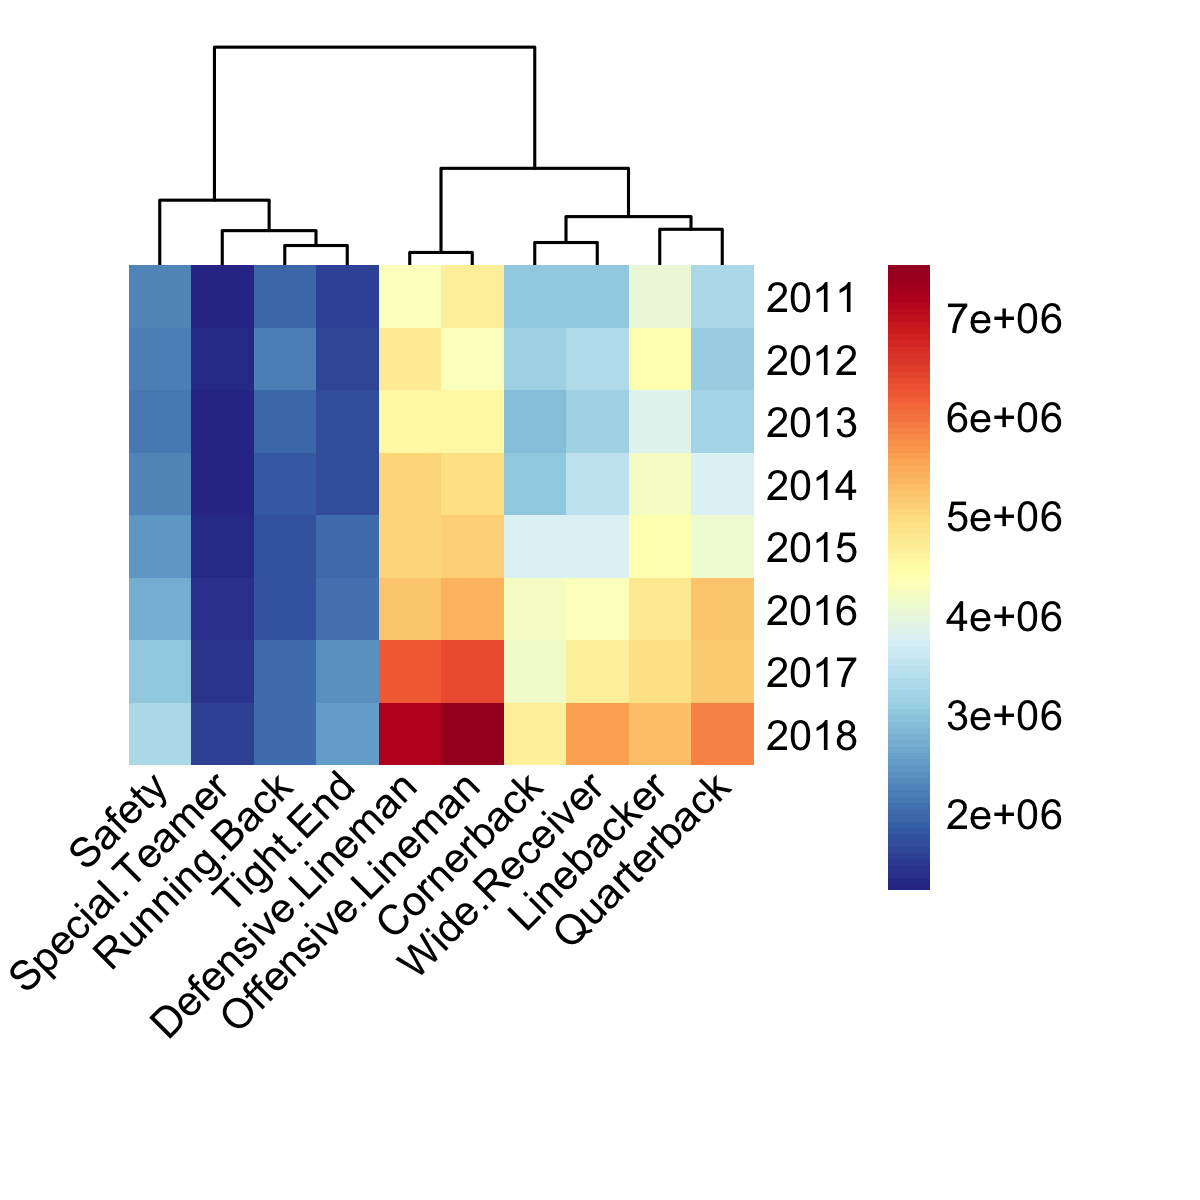 2011
2012
2013
2014
2015
2016
2017
2018
7e+06
6e+06
5e+06
4e+06
3e+06
2e+06
Safety
Special.Teamer
Running.Back
Tight.End
Defensive.Lineman
Offensive.Lineman
Cornerback
Wide.Receiver
Linebacker
Quarterback